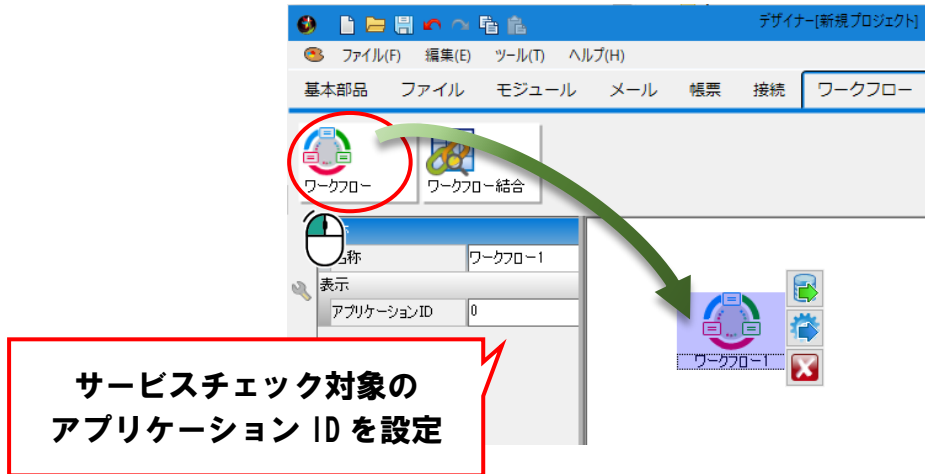 デザイナー[新規プロジェクト]
ファイル(F) 編集(E) ツール(T) ヘルプ(H)
基本部品 ファイル モジュール メール 帳票 接続 ワークフロー
ワークフロー ワークフロー結合
ワークフロー1
表示
アプリケーションID 0
ワークフロー1
サービスチェック対象の
アプリケーション ID を設定